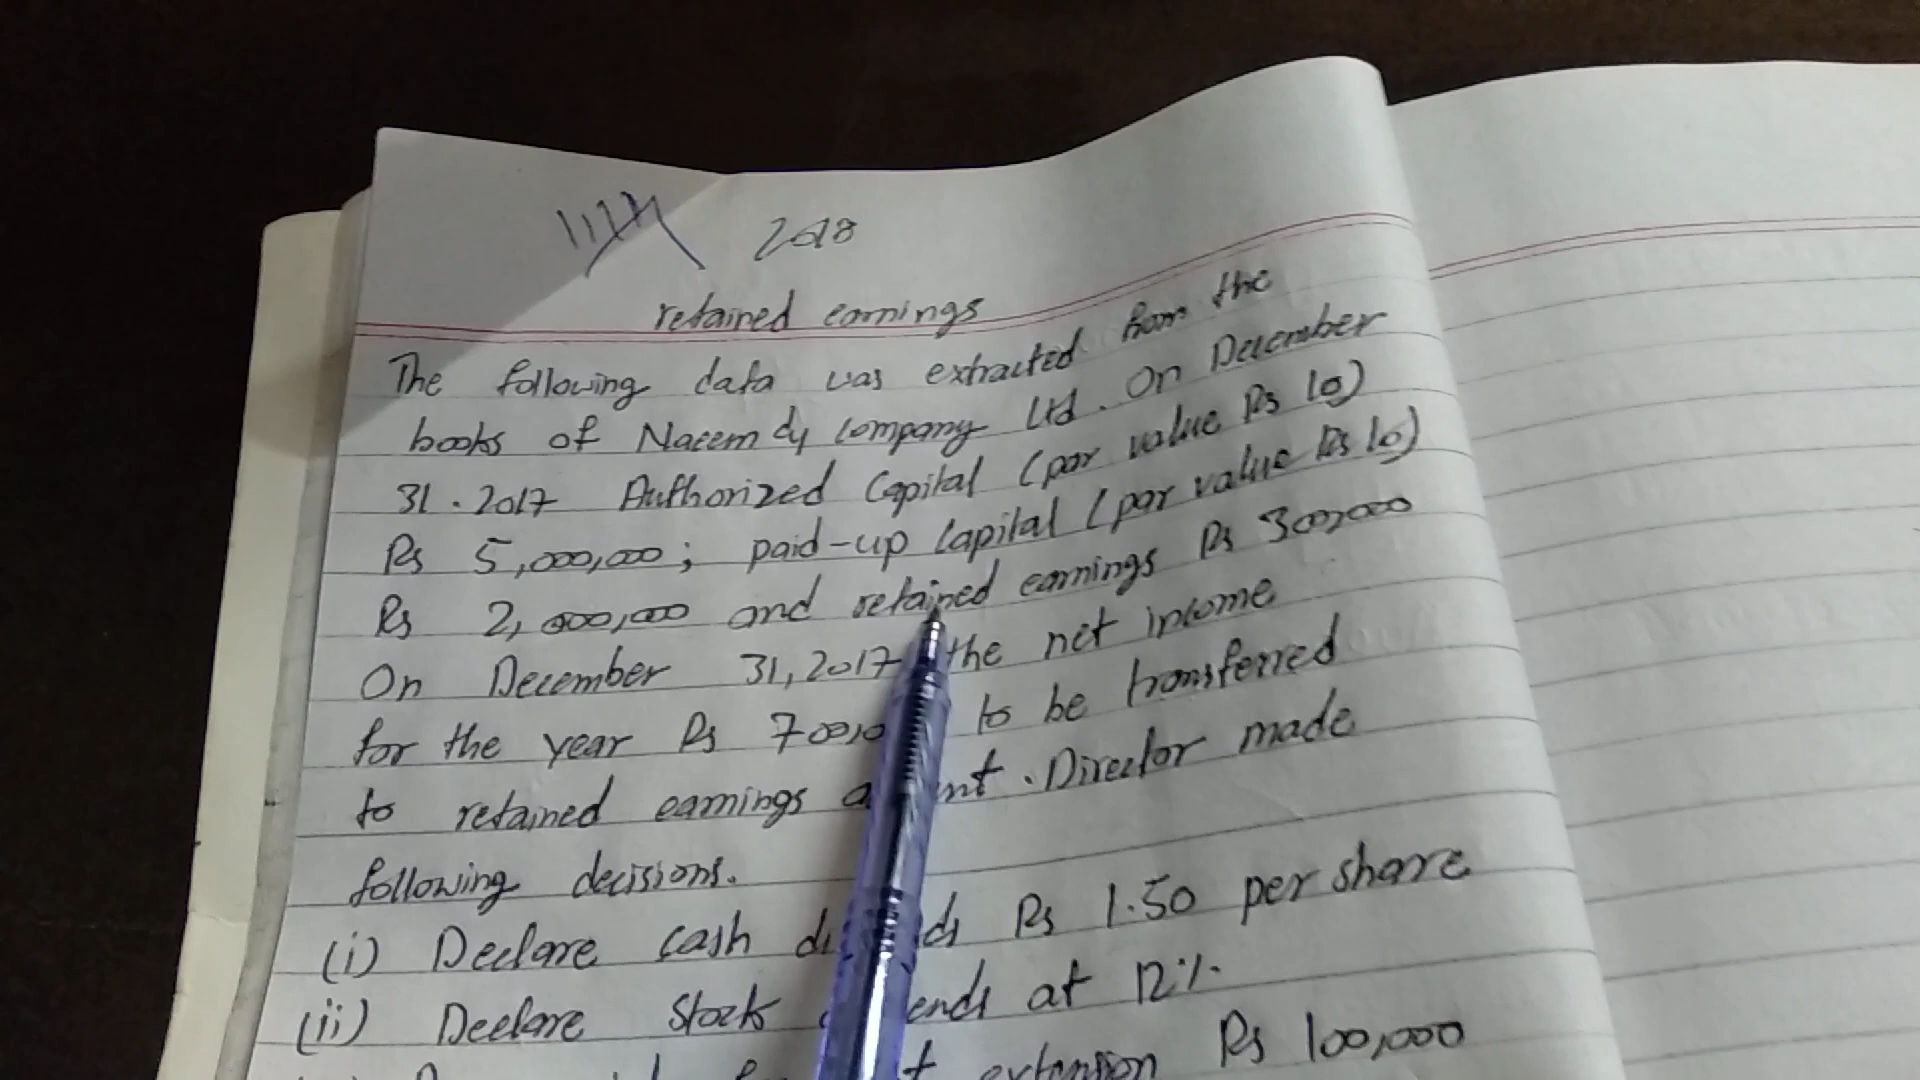 2018
retained earnings
The following data was extracted from the
books of Naeem dy company Ltd. On December
31.2017 Authorized Capital (par value Rs 10)
Rs 5,000,000; paid-up Capital (par value Rs 10)
Rs 2,000,000 and retained earnings Rs 300,000
On December 31,2017 the net income
for the year Rs to be transferred
to retained earnings . Director made
following decisions.
(i) Declare cash Rs 1.50 per share
(ii) Declare Stock at 12%.
extension Rs 100,000